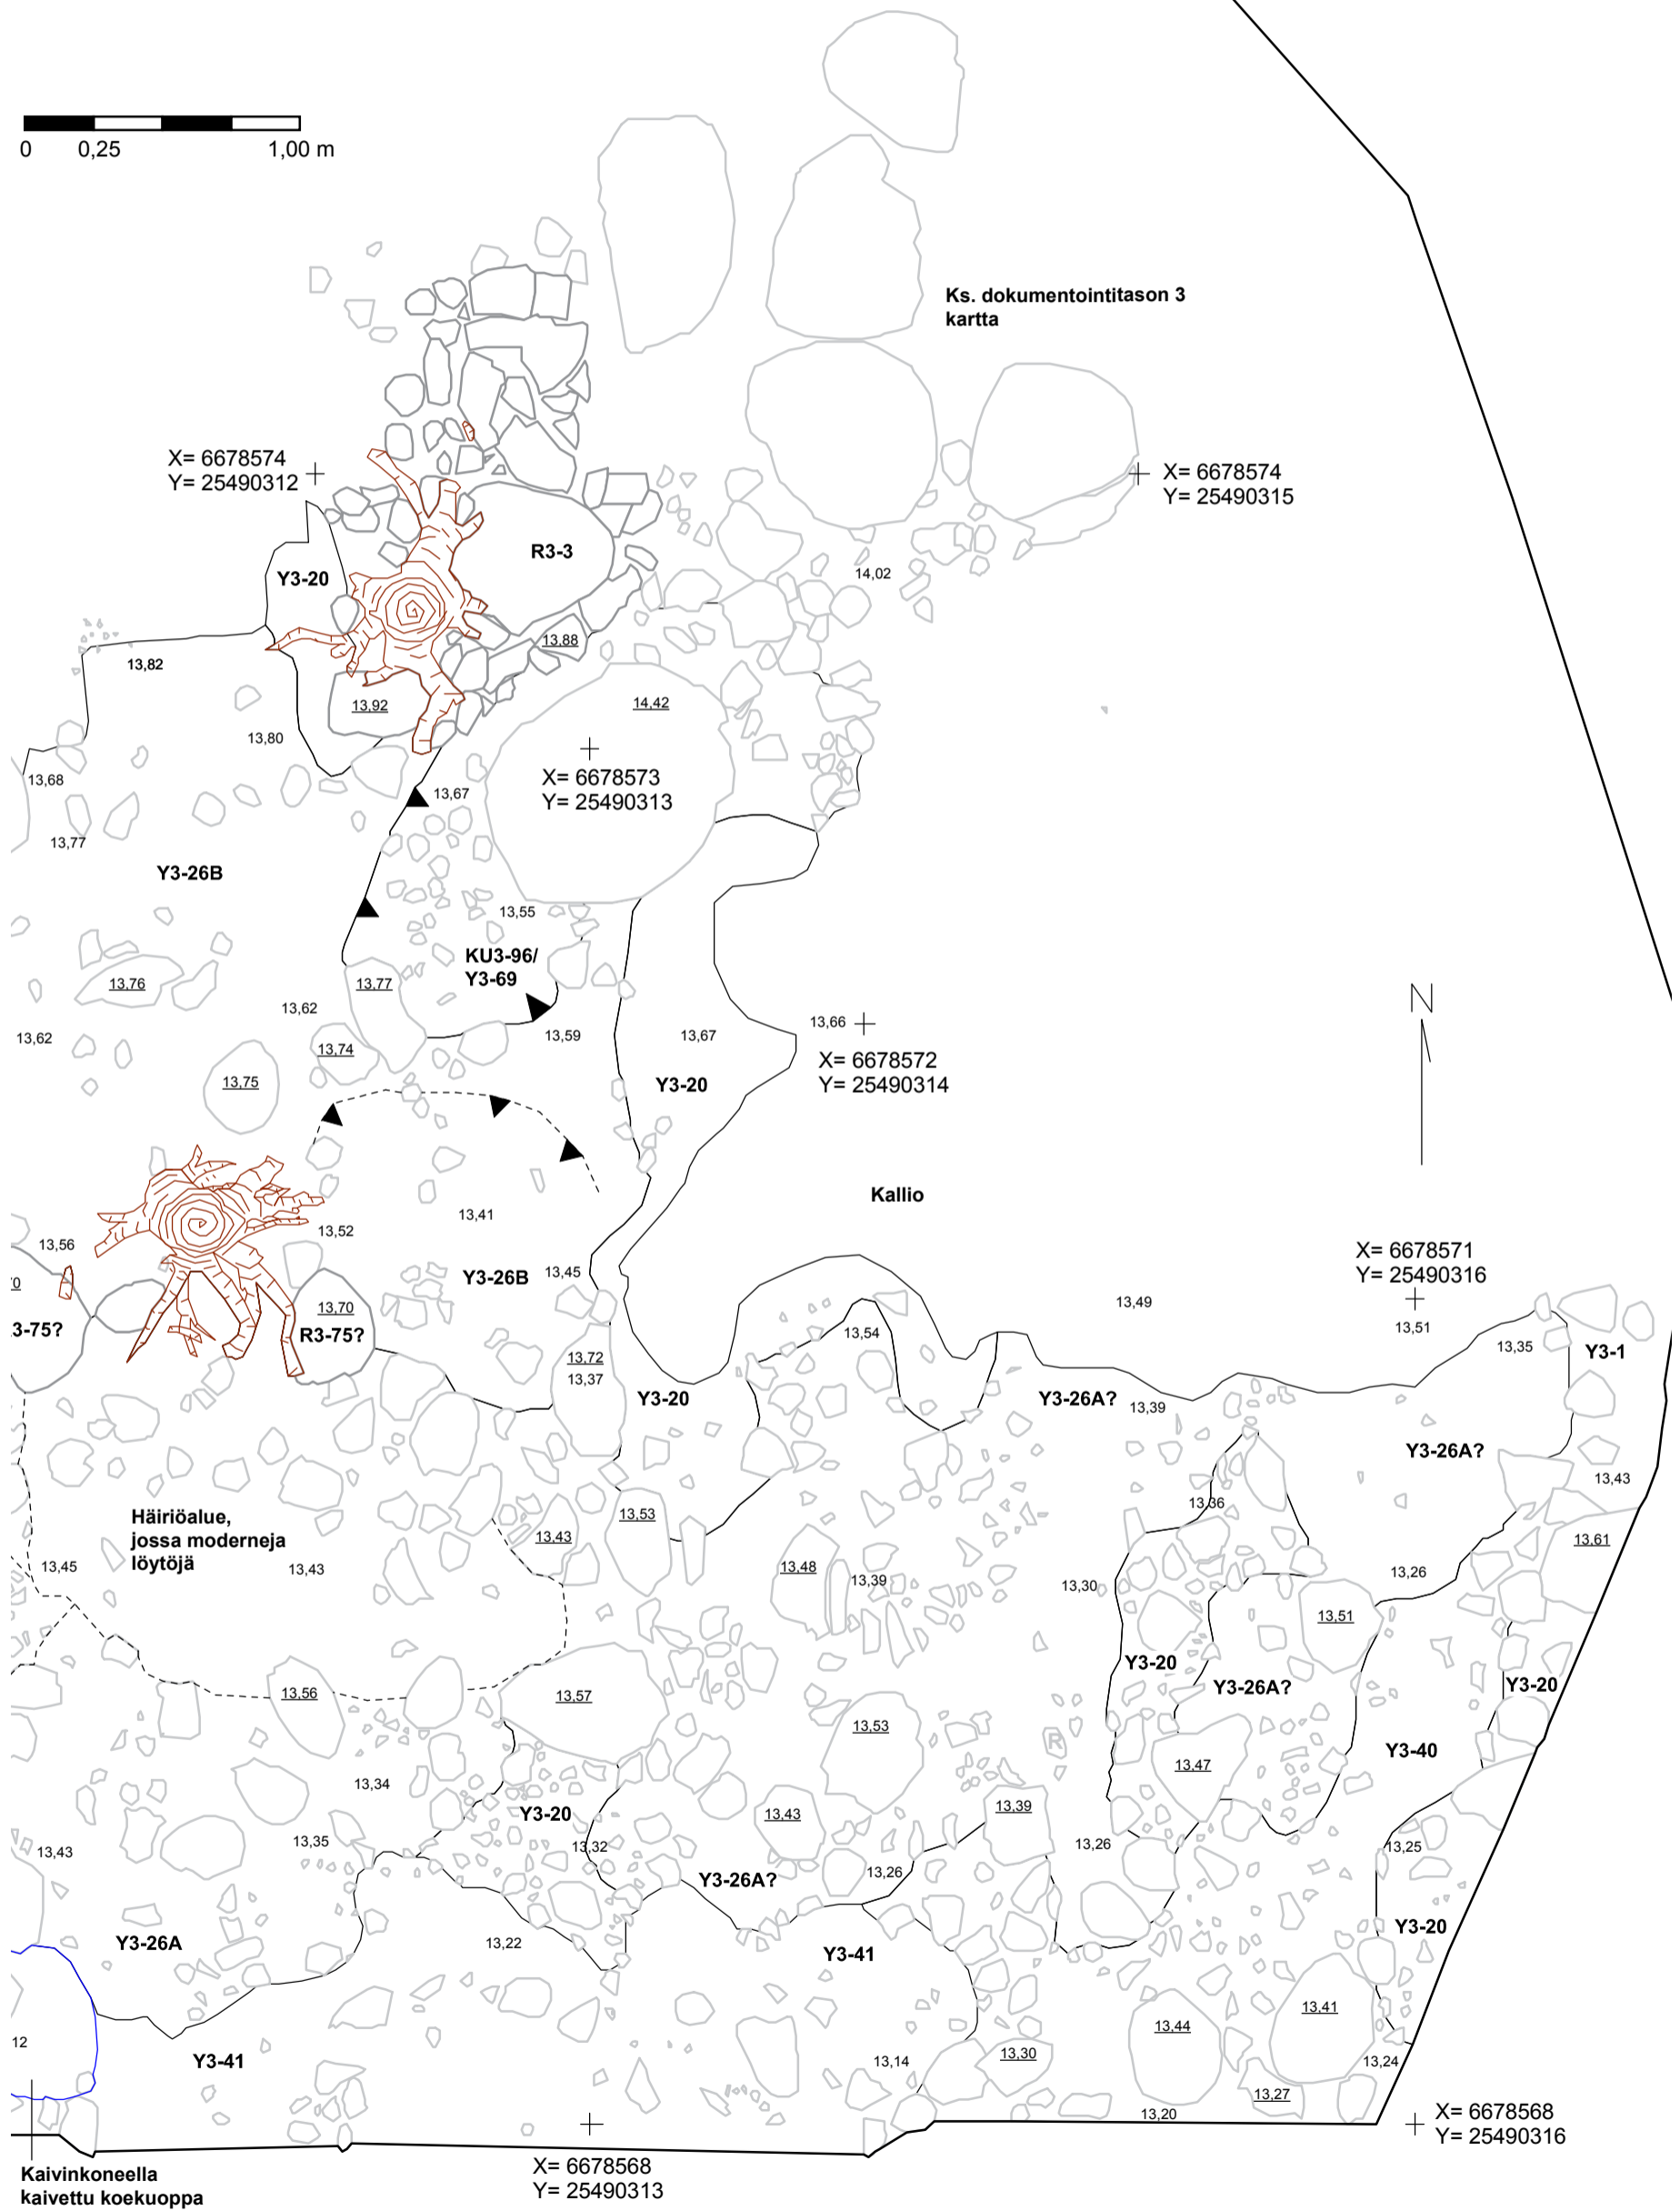 0 0,25 1,00 m
Ks. dokumentointitason 3
kartta
X= 6678574
Y= 25490312
X= 6678574
Y= 25490315
R3-3
Y3-20
14,02
13,88
13,82
13,92
14,42
13,80
13,68
X= 6678573
Y= 25490313
13,67
13,77
Y3-26B
13,55
KU3-96/
Y3-69
13,76
13,77
N
13,62
13,62
13,59
13,67
13,66
13,74
X= 6678572
Y= 25490314
13,75
Y3-20
Kallio
13,41
13,52
13,56
X= 6678571
Y= 25490316
Y3-26B
13,45
70
13,49
13,70
3-75?
R3-75?
13,54
13,51
13,35
Y3-1
13,72
13,37
Y3-20
Y3-26A?
13,39
Y3-26A?
13,43
13,36
Häiriöalue,
jossa moderneja
löytöjä
13,53
13,43
13,61
13,45
13,43
13,48
13,39
13,30
13,26
13,51
Y3-20
Y3-26A?
Y3-20
13,56
13,57
13,53
R
Y3-40
13,47
13,34
Y3-20
13,43
13,39
13,35
13,43
13,32
13,26
13,26
13,25
Y3-26A?
Y3-26A
13,22
Y3-41
Y3-20
13,41
13,44
12
Y3-41
13,14
13,30
13,24
13,27
13,20
X= 6678568
Y= 25490316
X= 6678568
Y= 25490313
Kaivinkoneella
kaivettu koekuoppa